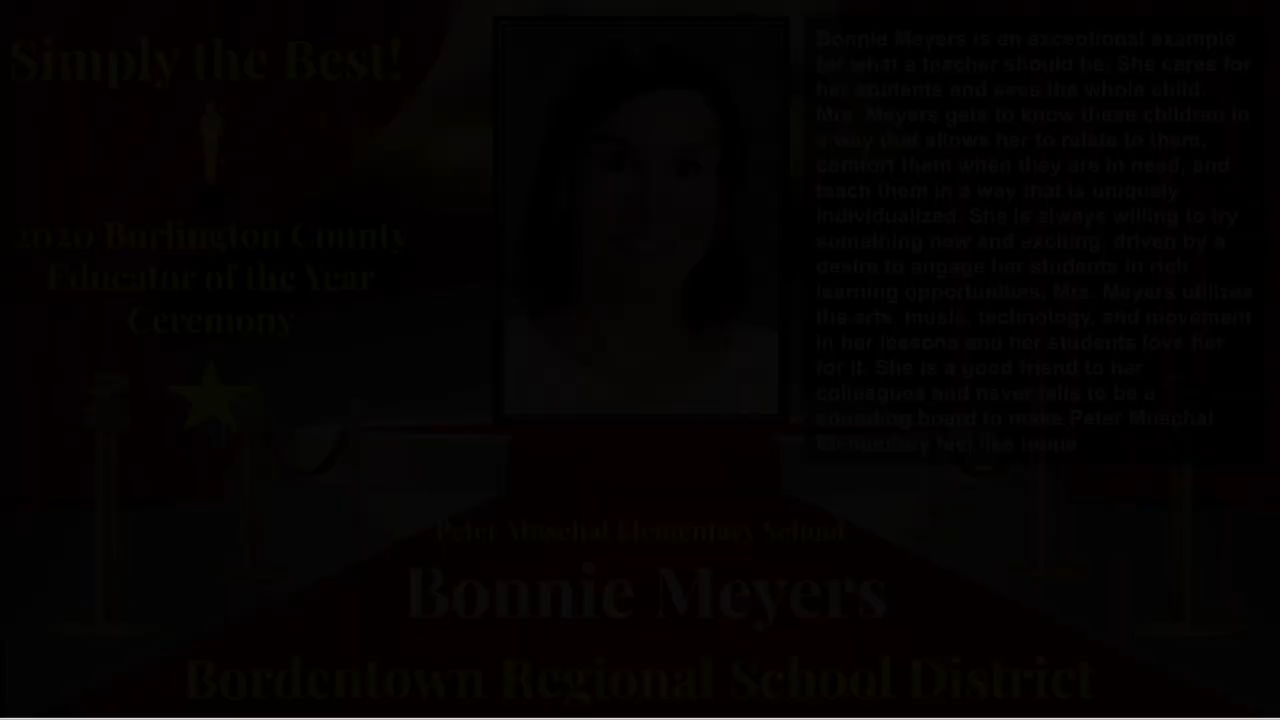 Simply the Best!
2020 Burlington County
Educator of the Year
Ceremony
Bonnie Meyers is an exceptional example
for what a teacher should be. She cares for
her students and sees the whole child.
Mrs. Meyers gets to know these children in
a way that allows her to relate to them,
comfort them when they are in need, and
teach them in a way that is uniquely
individualized. She is always willing to try
something new and exciting, driven by a
desire to engage her students in rich
learning opportunities. Mrs. Meyers utilizes
the arts, music, technology, and movement
in her lessons and her students love her
for it. She is a good friend to her
colleagues and never fails to be a
sounding board to make Peter Muschal
Elementary feel like home.
Peter Muschal Elementary School
Bonnie Meyers
Bordentown Regional School District